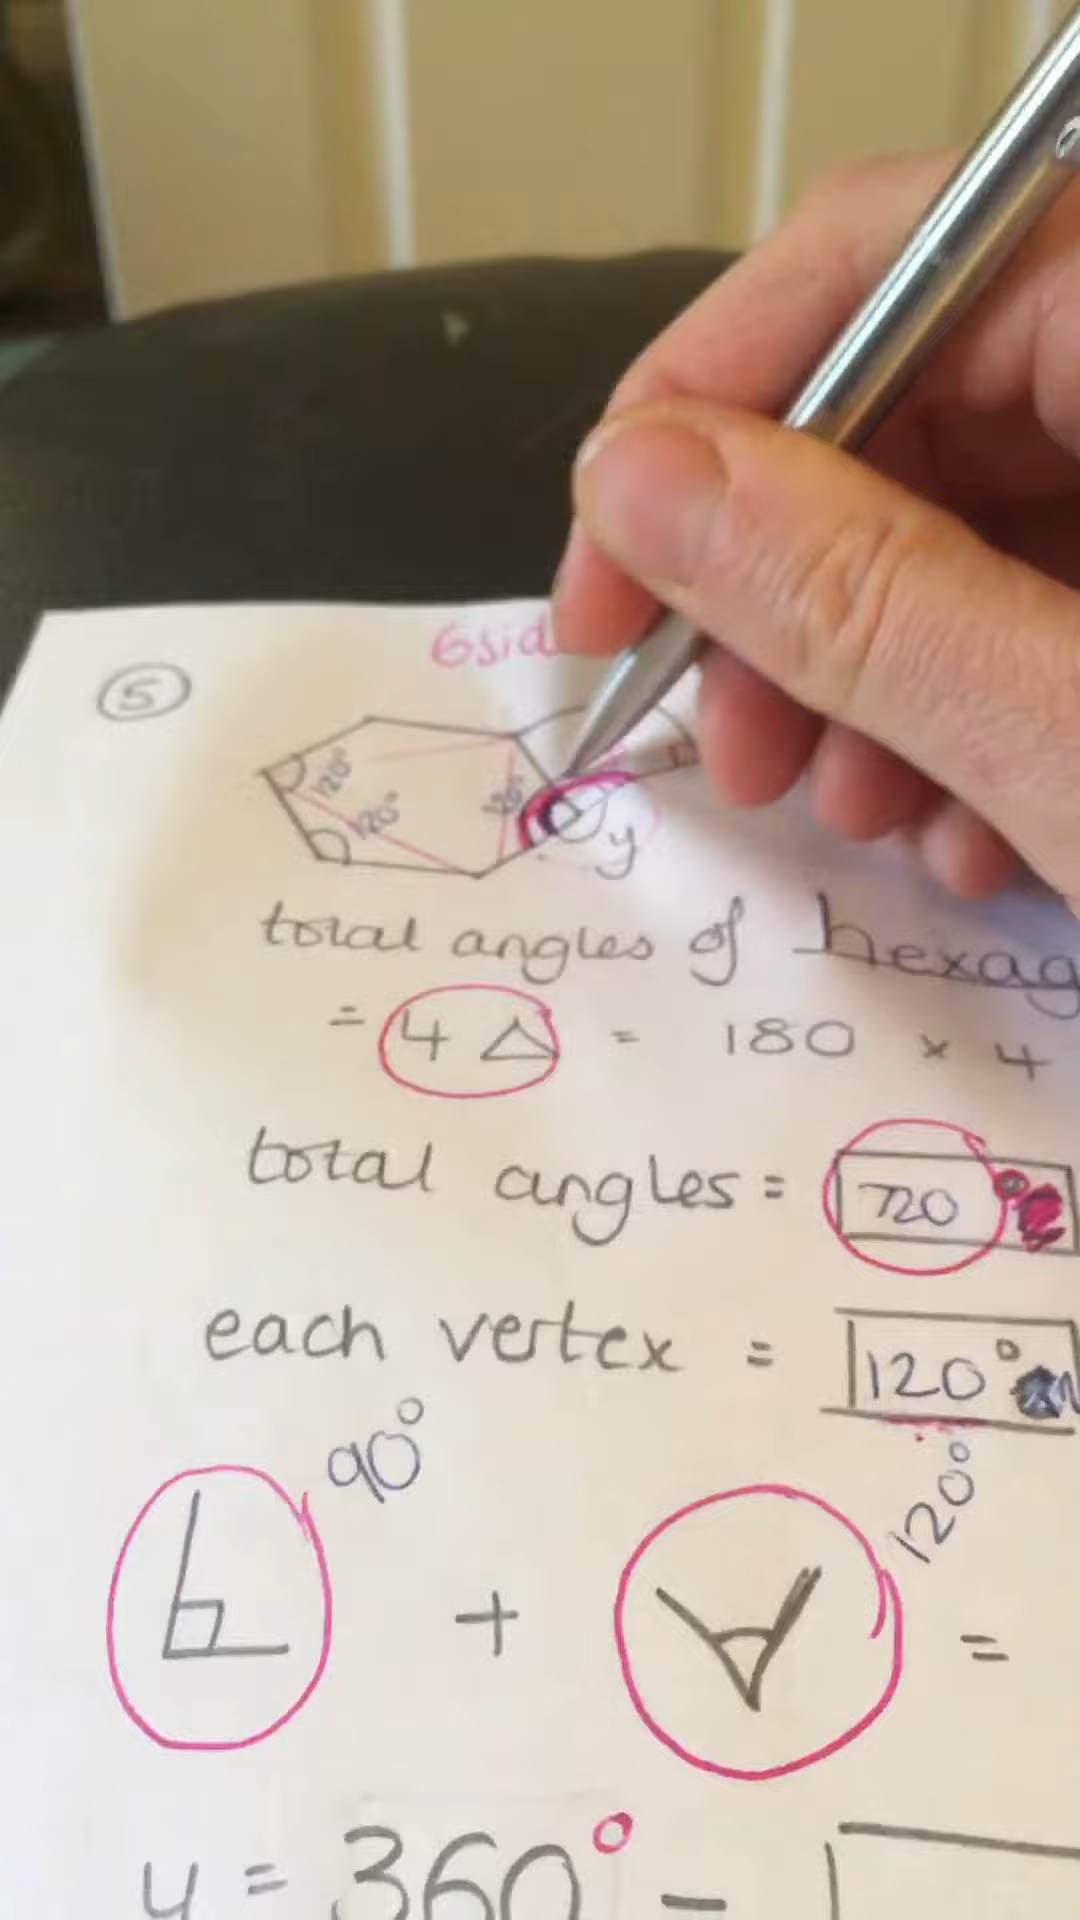 6sid
5
120°
120°
120°
y
total angles of hexag
= 4 △ = 180 × 4
total angles = 720°
each vertex = 120°
90°
120°
+ =
y = 360° -